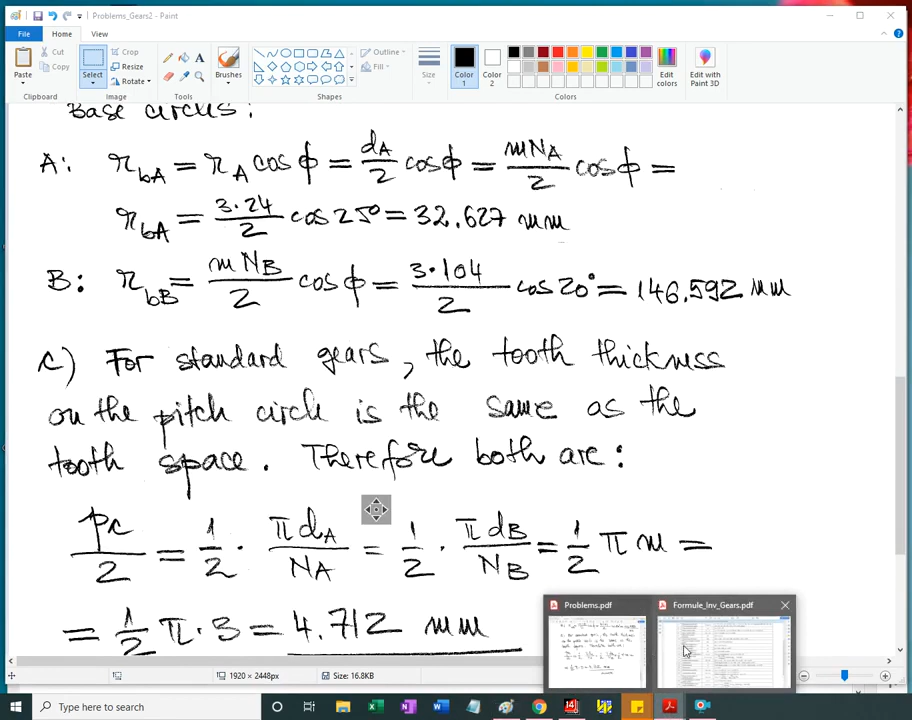 Problems_Gears2 - Paint
File Home View
Paste Cut Copy Select Crop Resize Rotate Brushes Outline Fill Size Color 1 Color 2 Edit colors Edit with Paint 3D
Clipboard Image Tools Shapes Colors
Base circles:
A: r_bA = r_A cos φ = d_A/2 cos φ = mN_A/2 cos φ =
r_bA = 3·24/2 cos 25° = 32.627 mm
B: r_bB = mN_B/2 cos φ = 3·104/2 cos 20° = 146.592 mm
c) For standard gears, the tooth thickness
on the pitch circle is the same as the
tooth space. Therefore both are:
pc/2 = 1/2 · πd_A/N_A = 1/2 · πd_B/N_B = 1/2 π m =
= 1/2 π·3 = 4.712 mm
Problems.pdf Formule_Inv_Gears.pdf
1920 × 2448px Size: 16.8KB
Type here to search